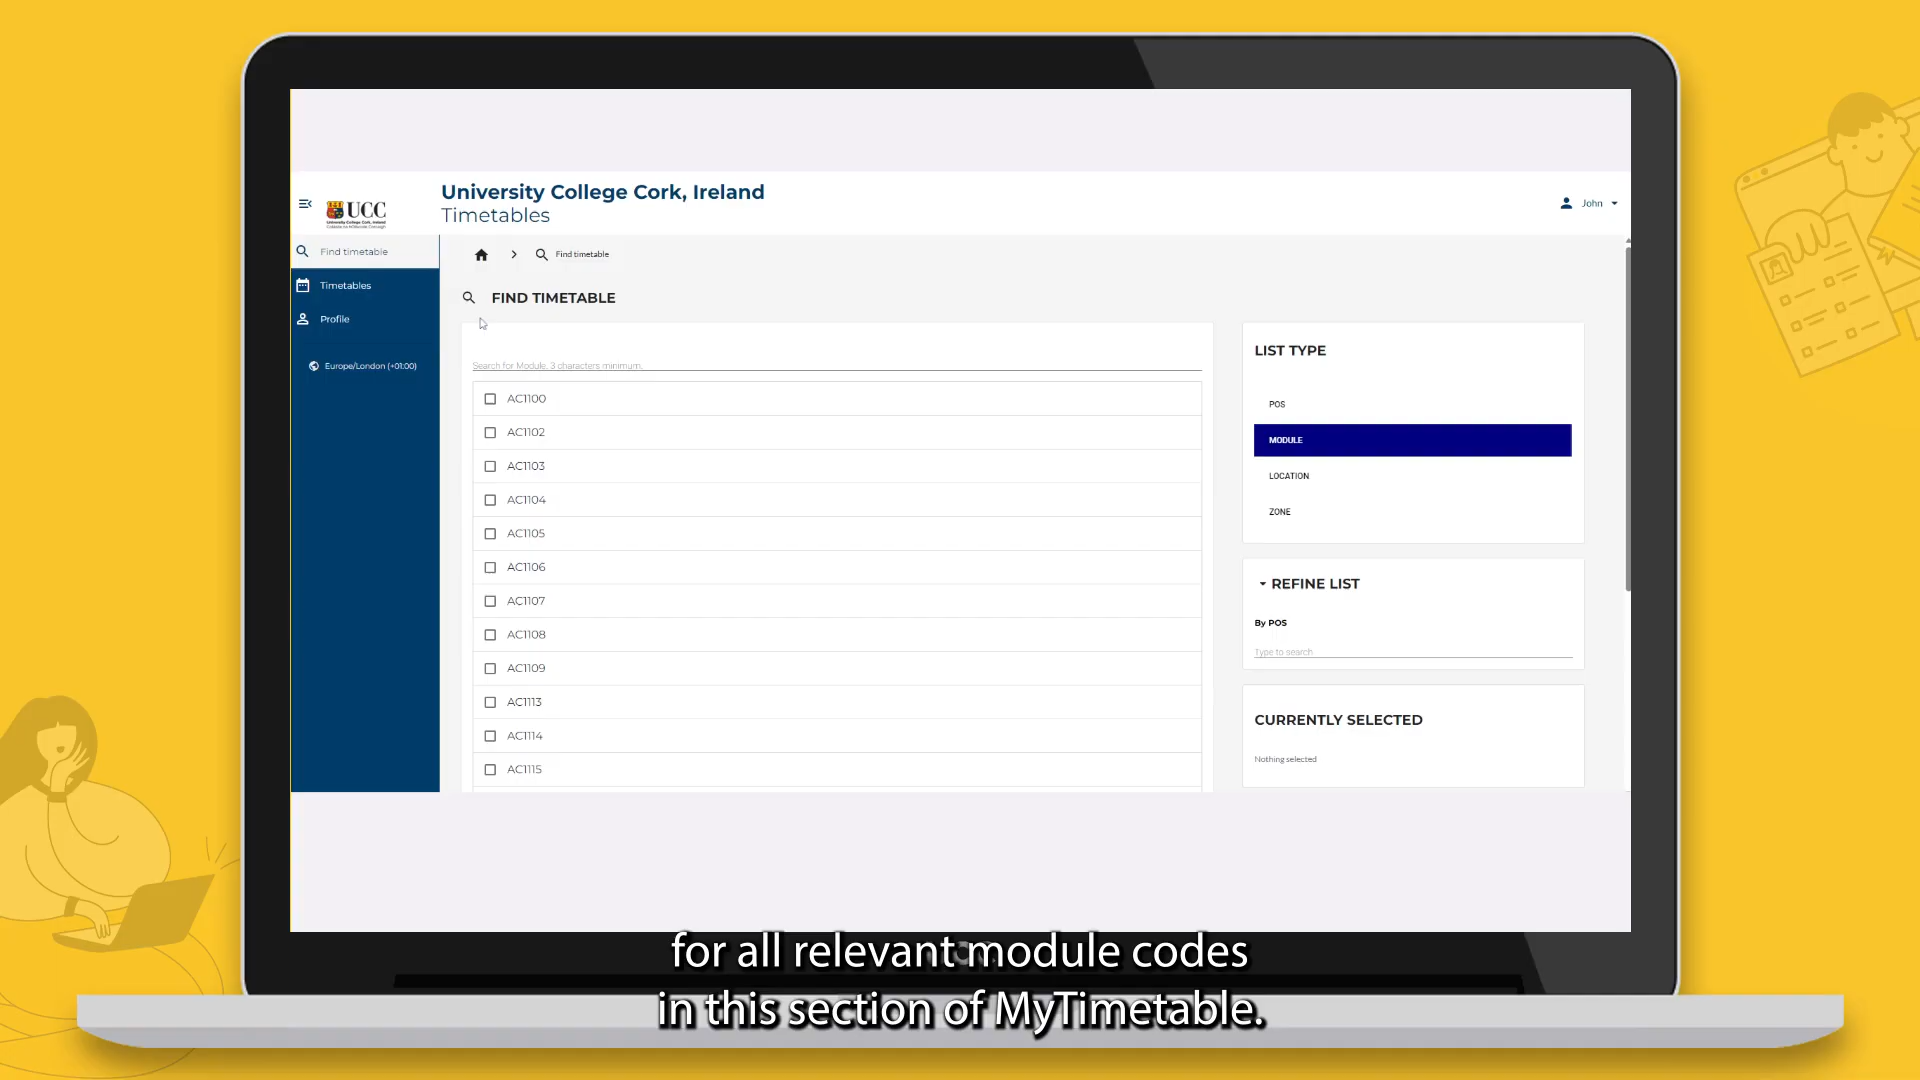 University College Cork, Ireland
Timetables
UCC
John
Find timetable
Timetables
Profile
Europe/London (+01:00)
Find timetable
FIND TIMETABLE
Search for Module, 3 characters minimum.
AC1100
AC1102
AC1103
AC1104
AC1105
AC1106
AC1107
AC1108
AC1109
AC1113
AC1114
AC1115
LIST TYPE
POS
MODULE
LOCATION
ZONE
REFINE LIST
By POS
Type to search
CURRENTLY SELECTED
Nothing selected
for all relevant module codes
in this section of MyTimetable.